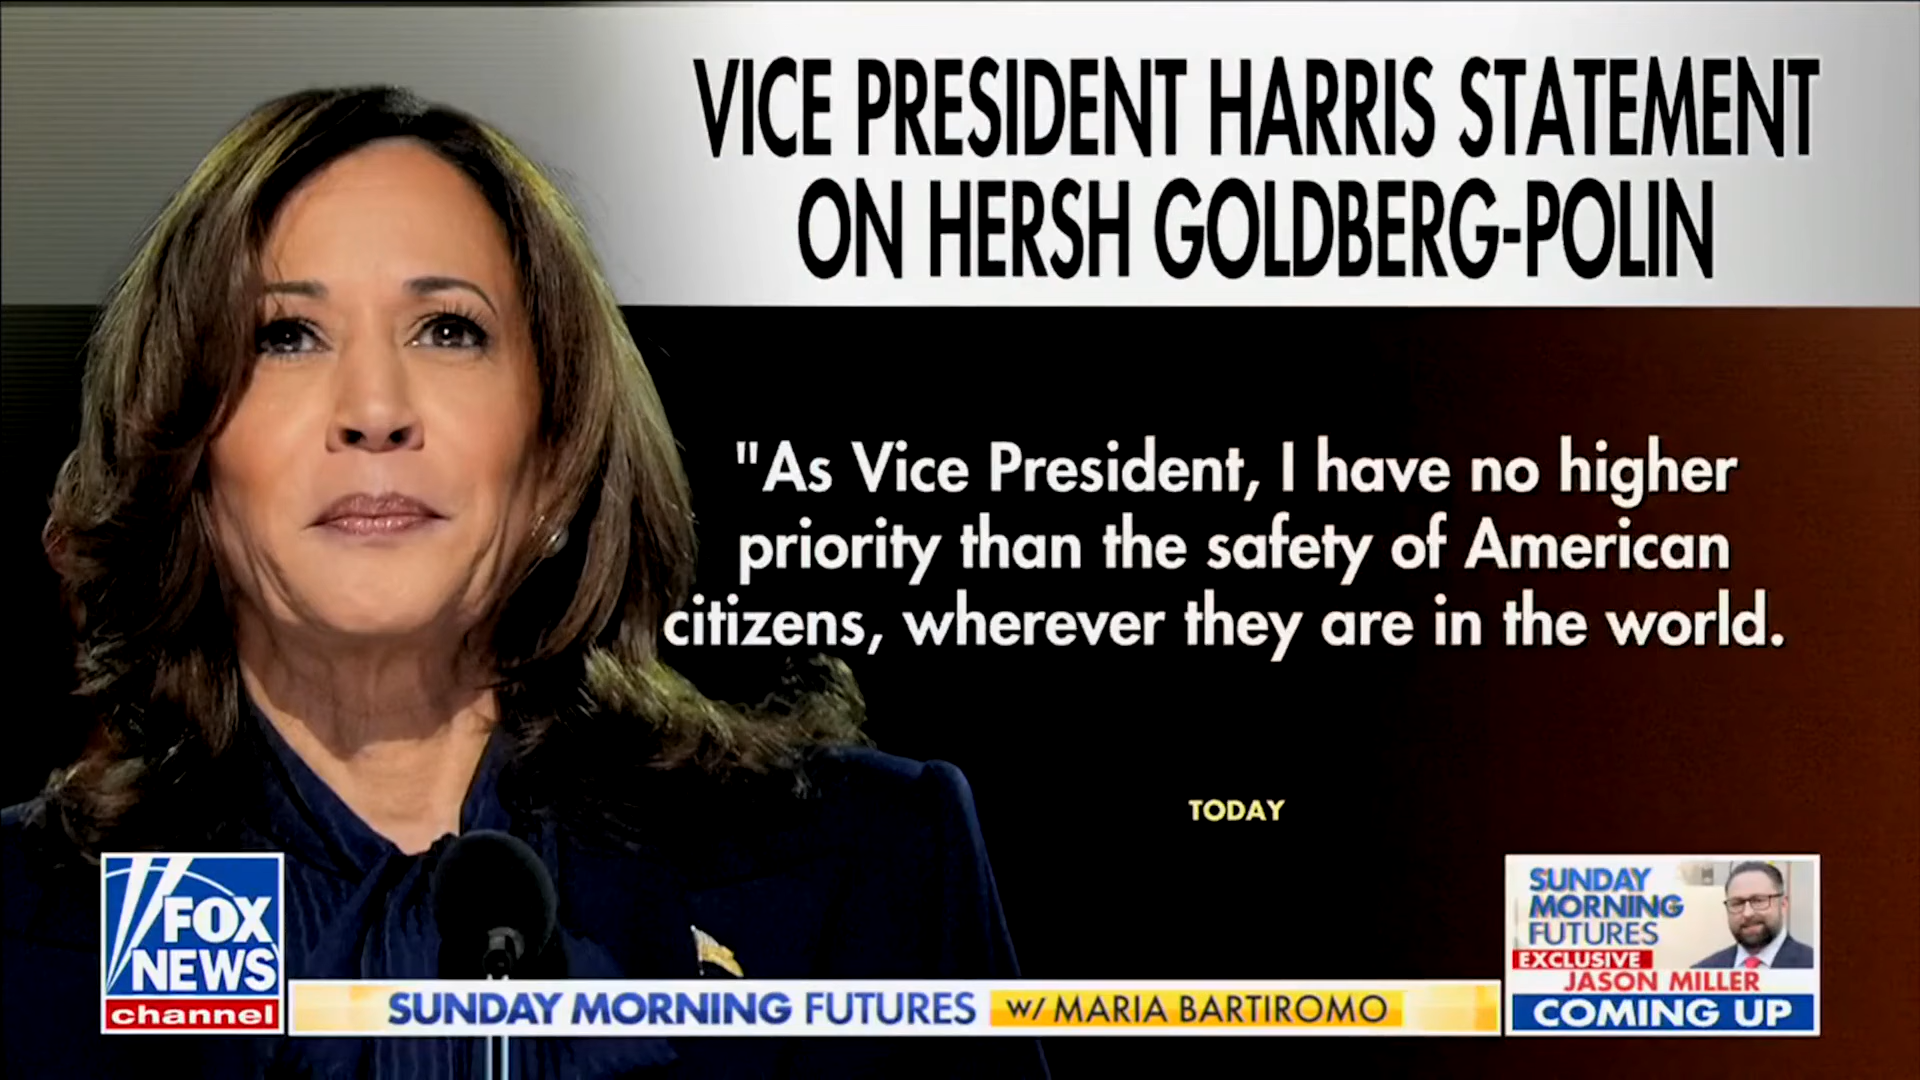 VICE PRESIDENT HARRIS STATEMENT
ON HERSH GOLDBERG-POLIN
"As Vice President, I have no higher
priority than the safety of American
citizens, wherever they are in the world.
TODAY
FOX
NEWS
channel
SUNDAY MORNING FUTURES W/ MARIA BARTIROMO
SUNDAY
MORNING
FUTURES
EXCLUSIVE
JASON MILLER
COMING UP